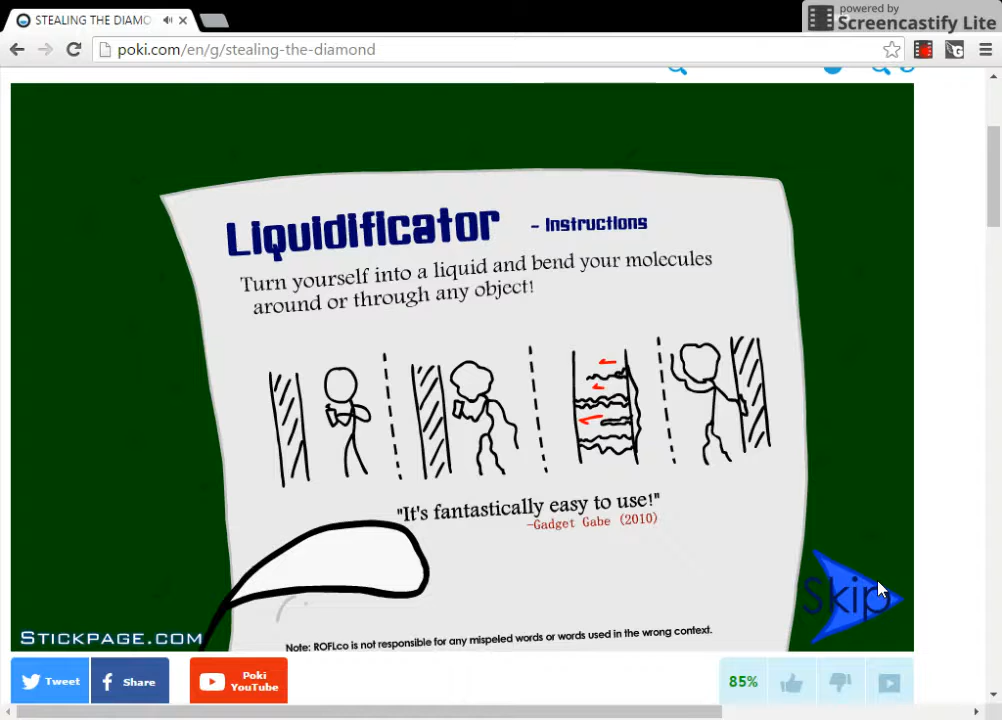 STEALING THE DIAMO
powered by
Screencastify Lite
poki.com/en/g/stealing-the-diamond
Liquidificator - Instructions
Turn yourself into a liquid and bend your molecules
around or through any object!
"It's fantastically easy to use!"
-Gadget Gabe (2010)
Skip
STICKPAGE.COM
Note: ROFLco is not responsible for any mispeled words or words used in the wrong context.
Tweet
Share
Poki
YouTube
85%